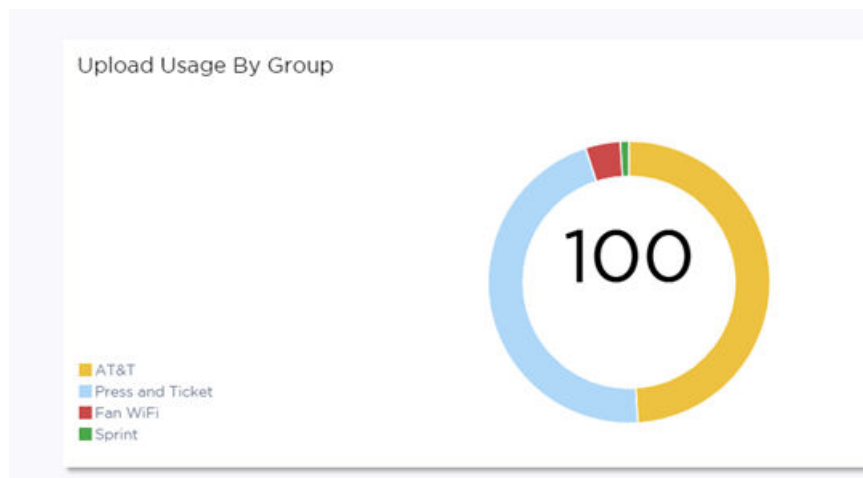 Upload Usage By Group
100
AT&T
Press and Ticket
Fan WiFi
Sprint